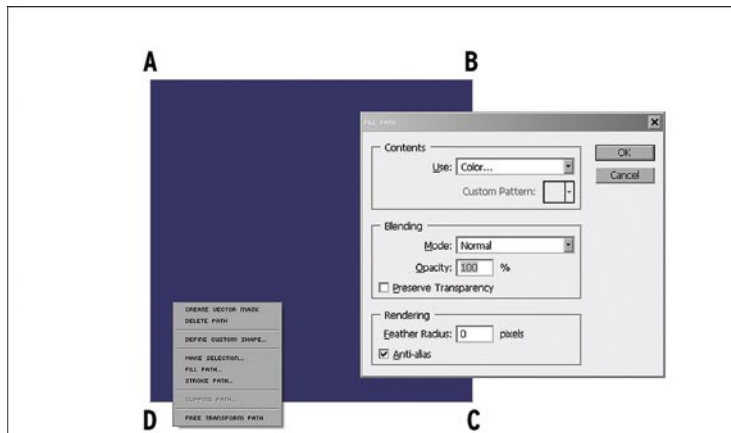 A
B
FILL PATH
Contents
Use: Color...
OK
Cancel
Custom Pattern:
Blending
Mode: Normal
Opacity: 100 %
Preserve Transparency
CREATE VECTOR MASK
DELETE PATH
DEFINE CUSTOM SHAPE...
MAKE SELECTION...
FILL PATH...
STROKE PATH...
CLIPPING PATH...
FREE TRANSFORM PATH
Rendering
Feather Radius: 0 pixels
Anti-alias
D
C